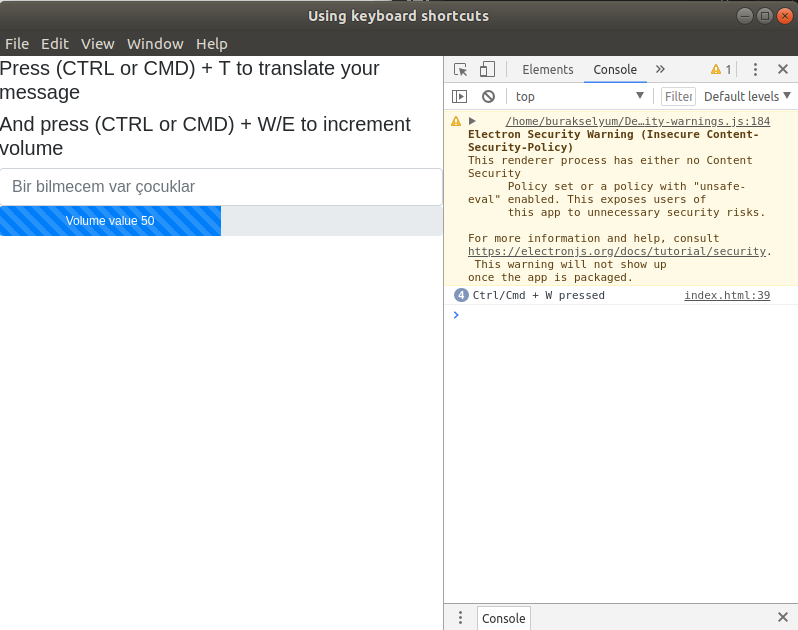 Using keyboard shortcuts
File Edit View Window Help
Press (CTRL or CMD) + T to translate your
message
And press (CTRL or CMD) + W/E to increment
volume
Bir bilmecem var çocuklar
Volume value 50
Elements Console » 1
top Filter Default levels
/home/burakselyum/De…ity-warnings.js:184
Electron Security Warning (Insecure Content-
Security-Policy)
This renderer process has either no Content
Security
Policy set or a policy with "unsafe-
eval" enabled. This exposes users of
this app to unnecessary security risks.
For more information and help, consult
https://electronjs.org/docs/tutorial/security.
This warning will not show up
once the app is packaged.
4 Ctrl/Cmd + W pressed index.html:39
Console